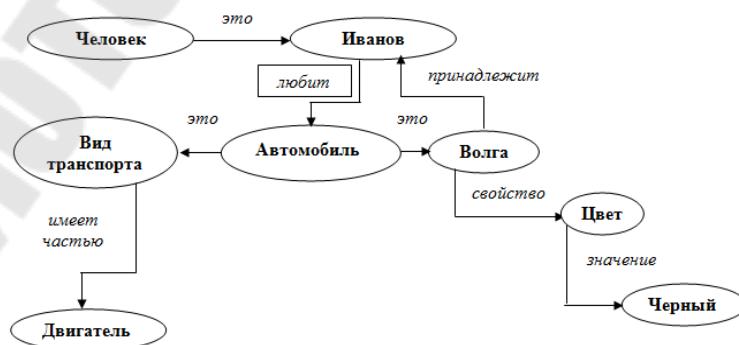 это
Человек
Иванов
любит
принадлежит
это
это
Вид
транспорта
Автомобиль
Волга
свойство
Цвет
имеет
частью
значение
Черный
Двигатель